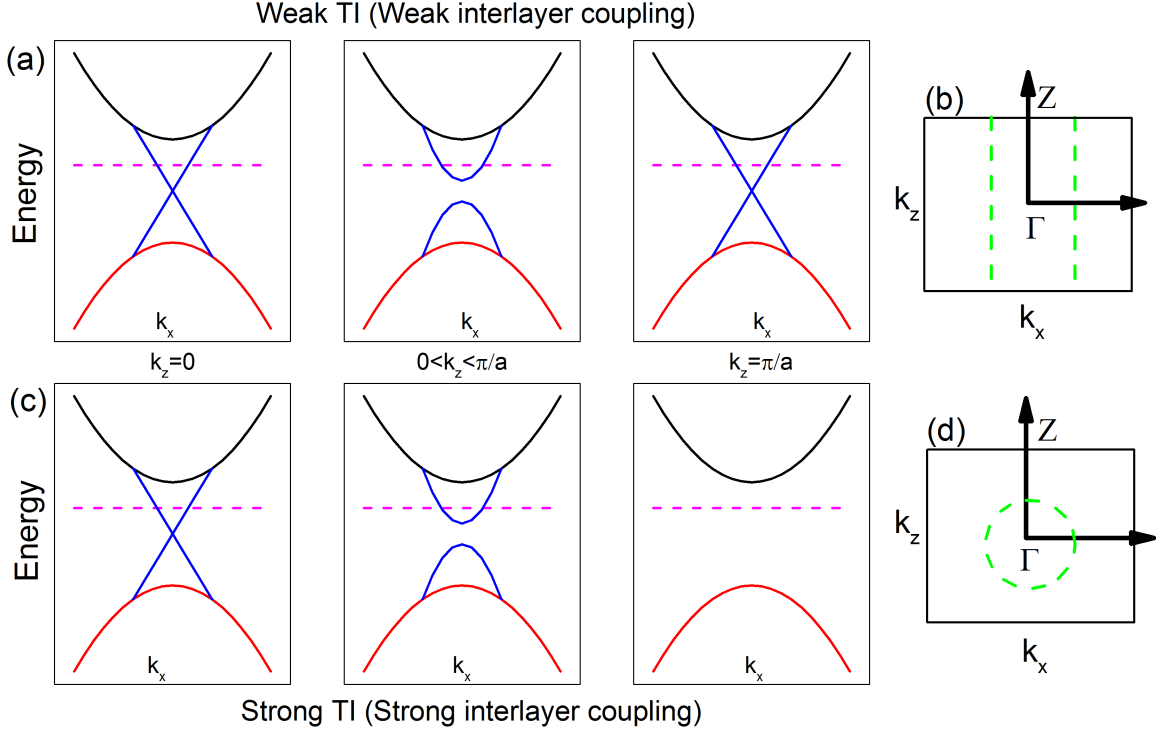 Weak TI (Weak interlayer coupling)
(a)
Energy
k_x
k_x
k_x
k_z=0
0<k_z<π/a
k_z=π/a
(b)
Z
k_z
Γ
k_x
(c)
Energy
k_x
k_x
k_x
(d)
Z
k_z
Γ
k_x
Strong TI (Strong interlayer coupling)